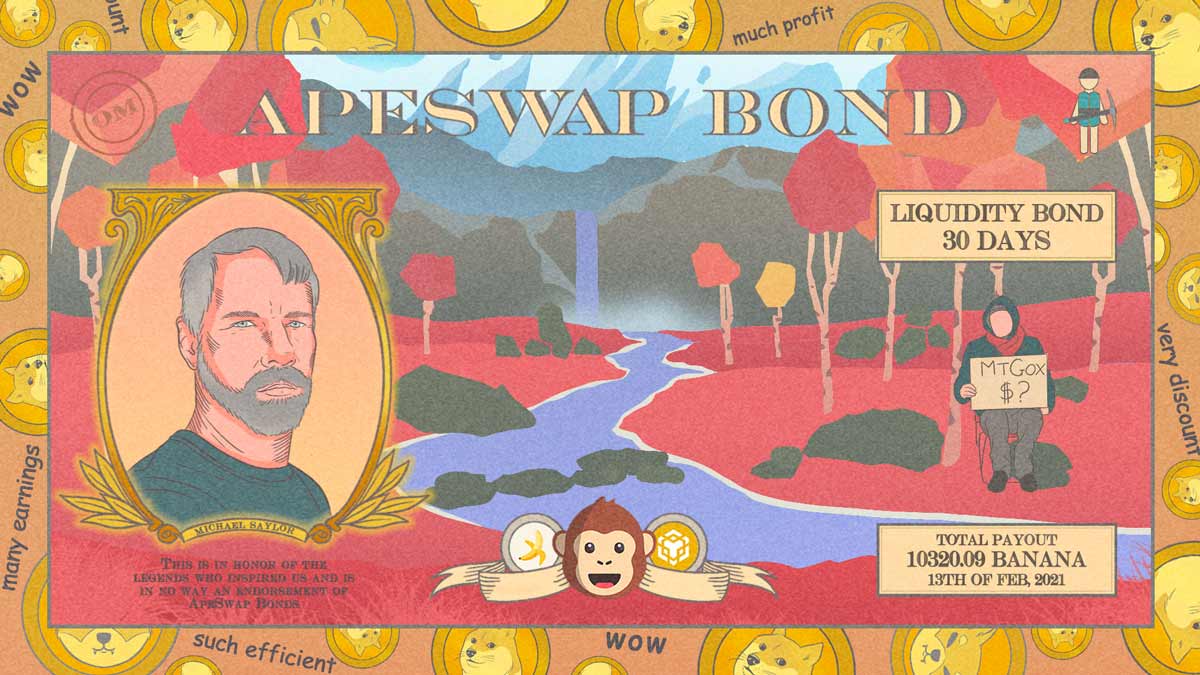 much profit
wow
OM
APESWAP BOND
LIQUIDITY BOND
30 DAYS
MTGOX
$?
very discount
many earnings
MICHAEL SAYLOR
THIS IS IN HONOR OF THE
LEGENDS WHO INSPIRED US AND IS
IN NO WAY AN ENDORSEMENT OF
APESWAP BONDS
TOTAL PAYOUT
10320.09 BANANA
13TH OF FEB, 2021
such efficient
wow